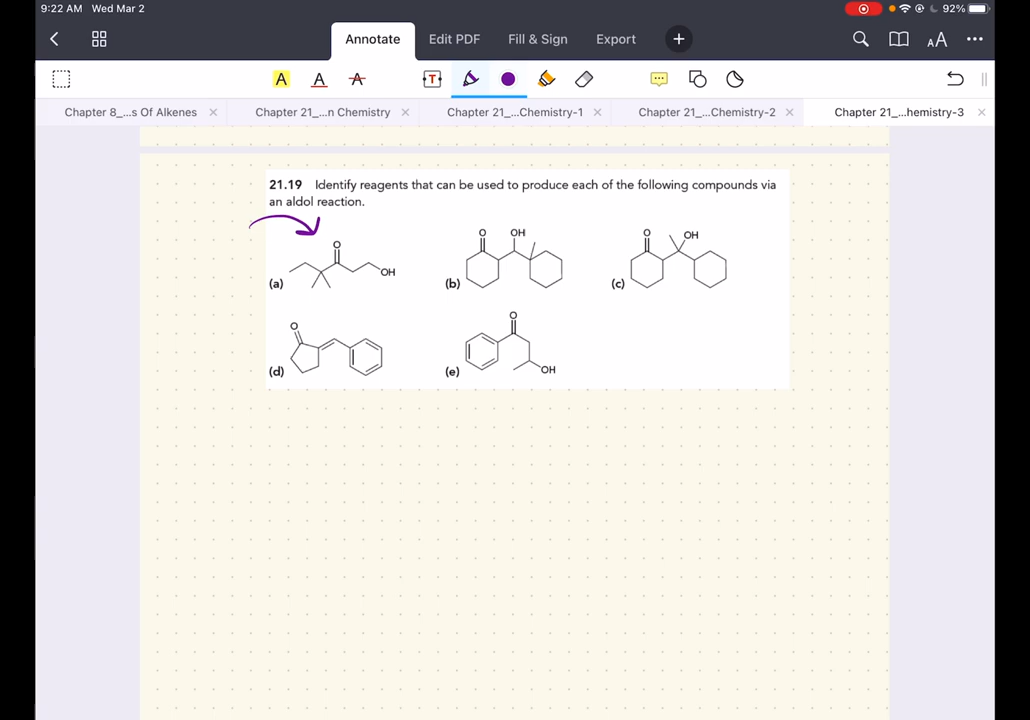 9:22 AM Wed Mar 2
92%
Annotate
Edit PDF
Fill & Sign
Export
AA
A A A
T
Chapter 8_...s Of Alkenes
Chapter 21_...n Chemistry
Chapter 21_...Chemistry-1
Chapter 21_...Chemistry-2
Chapter 21_...hemistry-3
21.19 Identify reagents that can be used to produce each of the following compounds via
an aldol reaction.
O
OH
(a)
O OH
(b)
O OH
(c)
O
(d)
O
OH
(e)